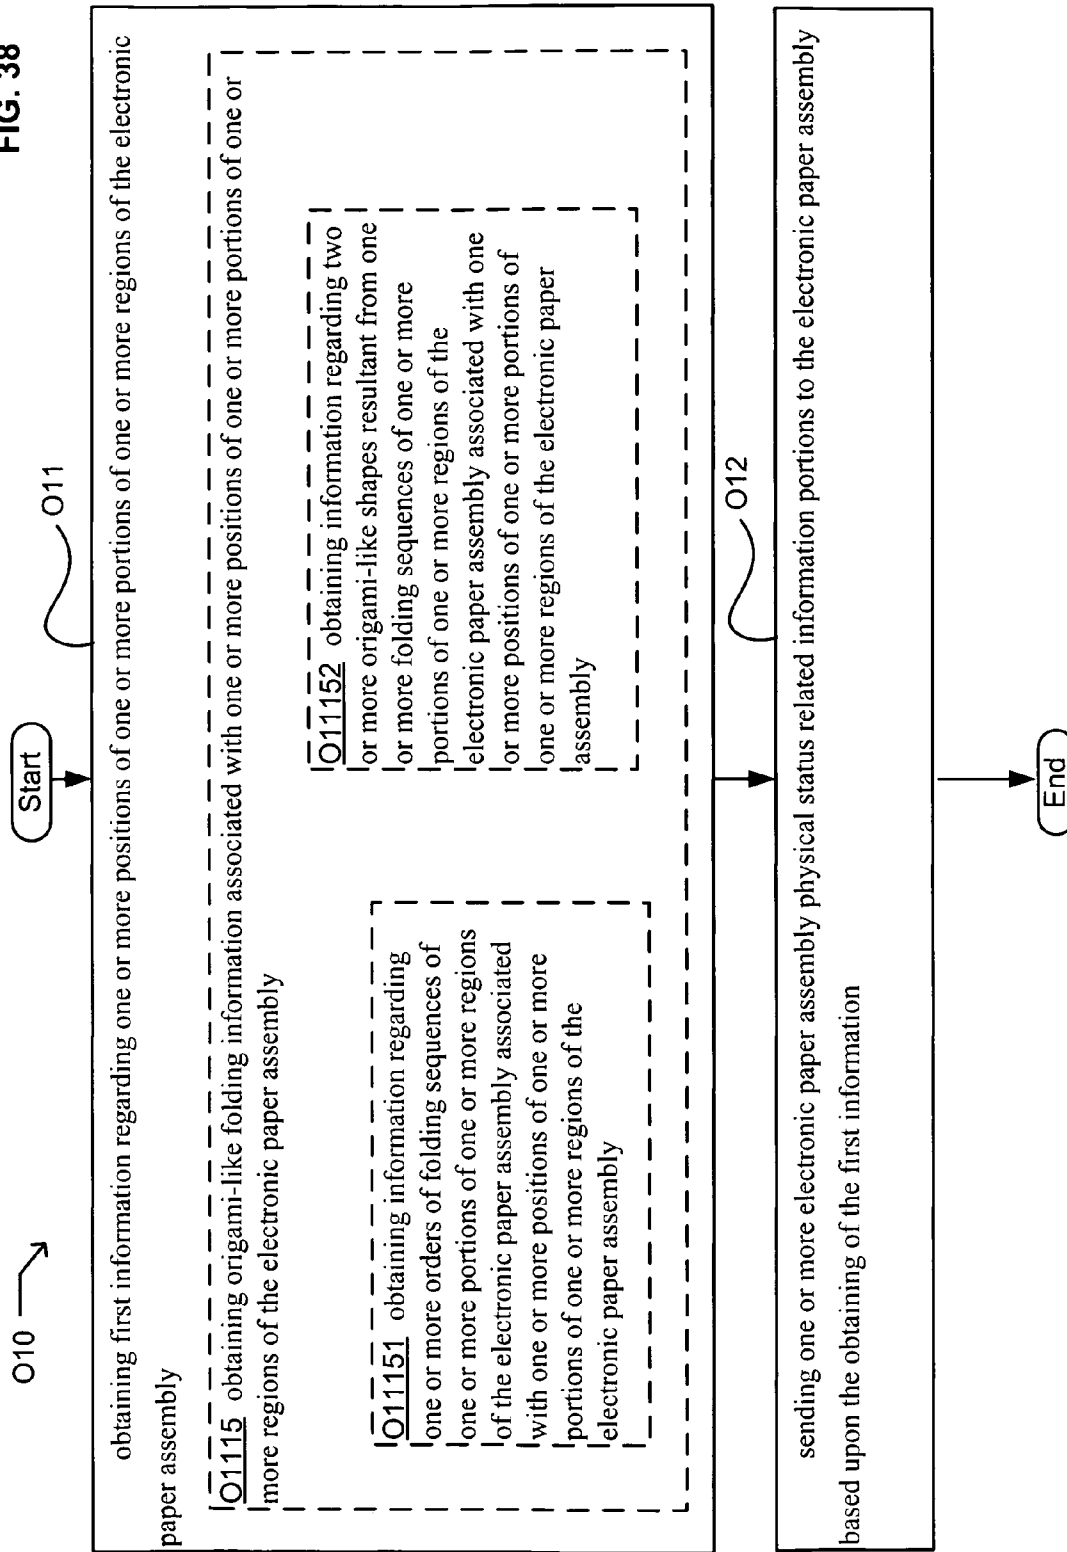 FIG. 38
O10
Start
O11
obtaining first information regarding one or more positions of one or more portions of one or more regions of the electronic
paper assembly
O1115 obtaining origami-like folding information associated with one or more positions of one or more portions of one or
more regions of the electronic paper assembly
O11151 obtaining information regarding
one or more orders of folding sequences of
one or more portions of one or more regions
of the electronic paper assembly associated
with one or more positions of one or more
portions of one or more regions of the
electronic paper assembly
O11152 obtaining information regarding two
or more origami-like shapes resultant from one
or more folding sequences of one or more
portions of one or more regions of the
electronic paper assembly associated with one
or more positions of one or more portions of
one or more regions of the electronic paper
assembly
O12
sending one or more electronic paper assembly physical status related information portions to the electronic paper assembly
based upon the obtaining of the first information
End